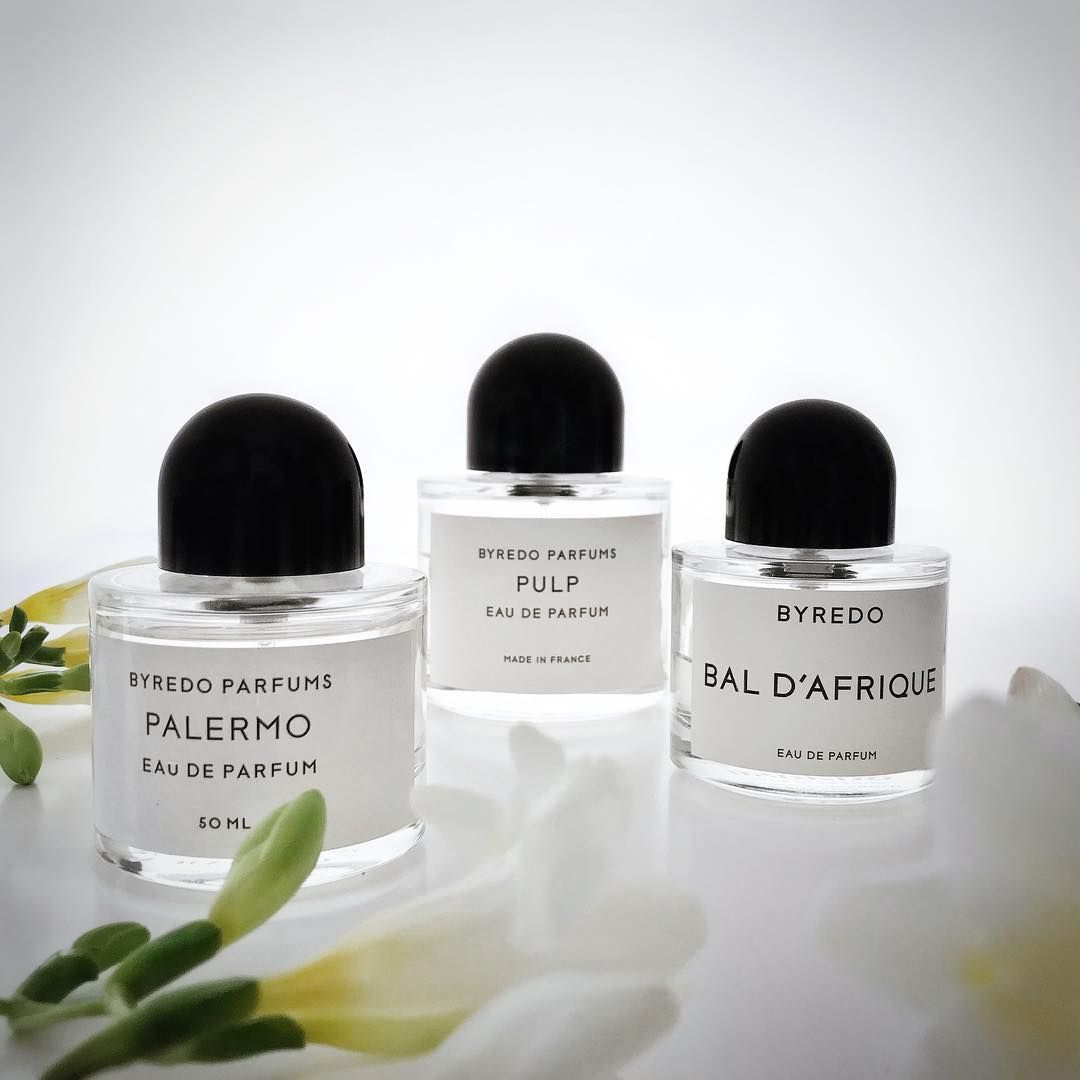 BYREDO PARFUMS
PALERMO
EAU DE PARFUM
50 ML
BYREDO PARFUMS
PULP
EAU DE PARFUM
MADE IN FRANCE
BYREDO
BAL D'AFRIQUE
EAU DE PARFUM